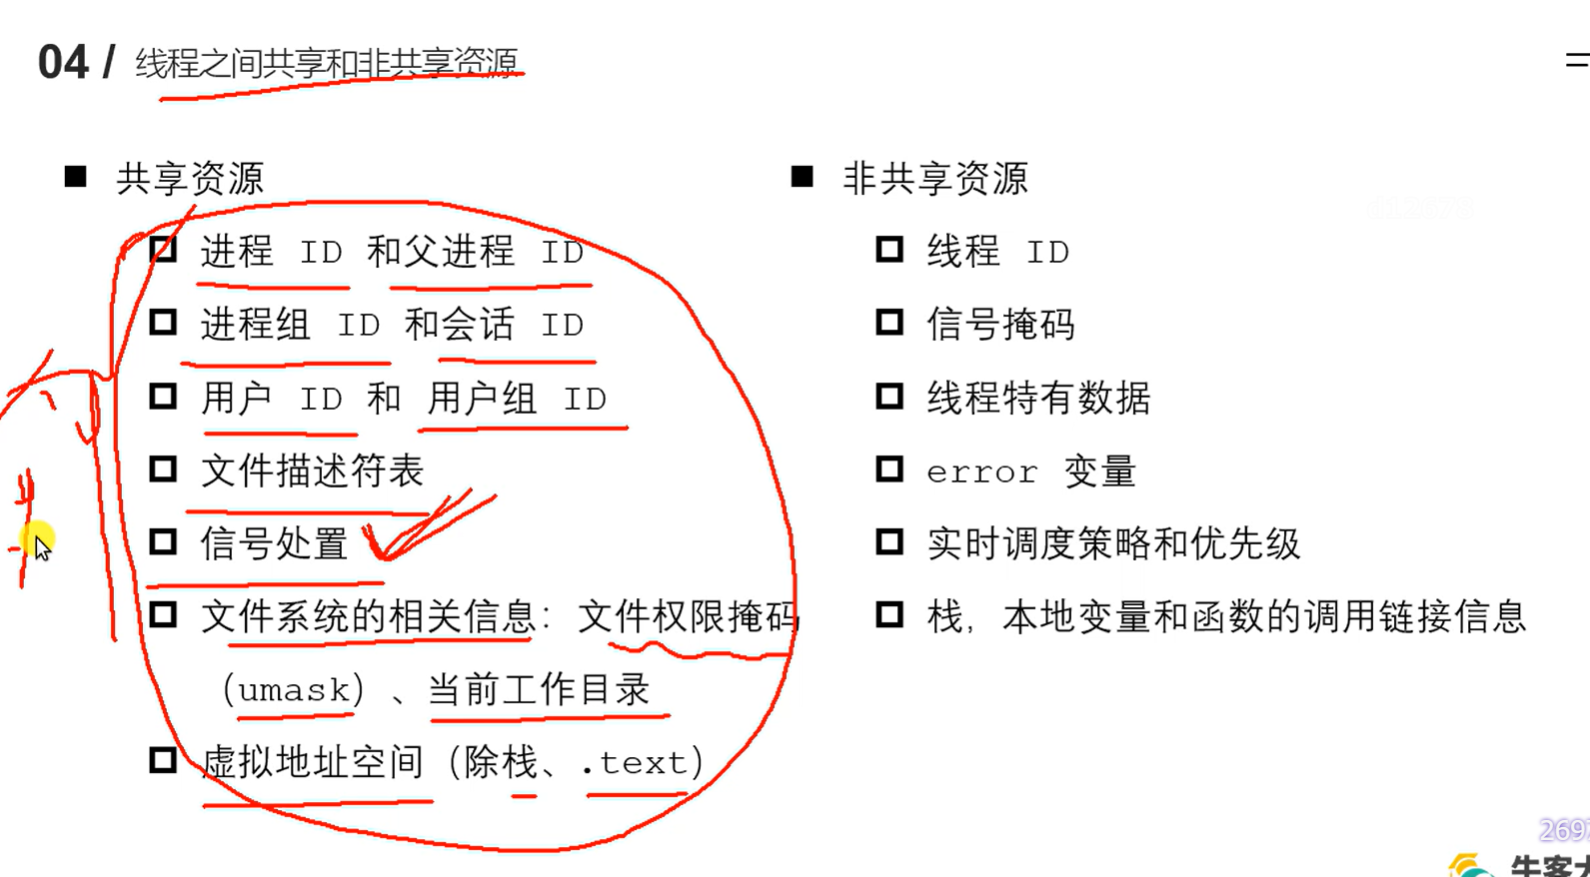 04 / 线程之间共享和非共享资源
■ 共享资源
进程 ID 和父进程 ID
进程组 ID 和会话 ID
用户 ID 和 用户组 ID
文件描述符表
信号处置
文件系统的相关信息：文件权限掩码
（umask）、当前工作目录
虚拟地址空间（除栈、.text）
■ 非共享资源
线程 ID
信号掩码
线程特有数据
error 变量
实时调度策略和优先级
栈，本地变量和函数的调用链接信息
牛客